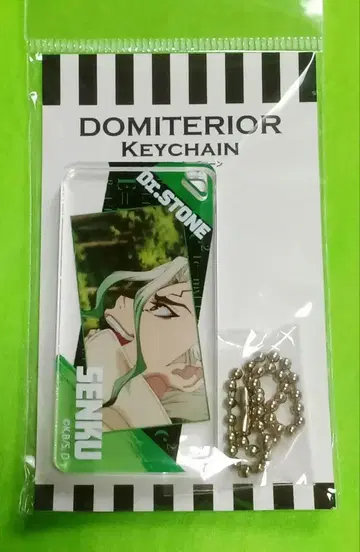 DOMITERIOR
KEYCHAIN
Dr.STONE
SENKU